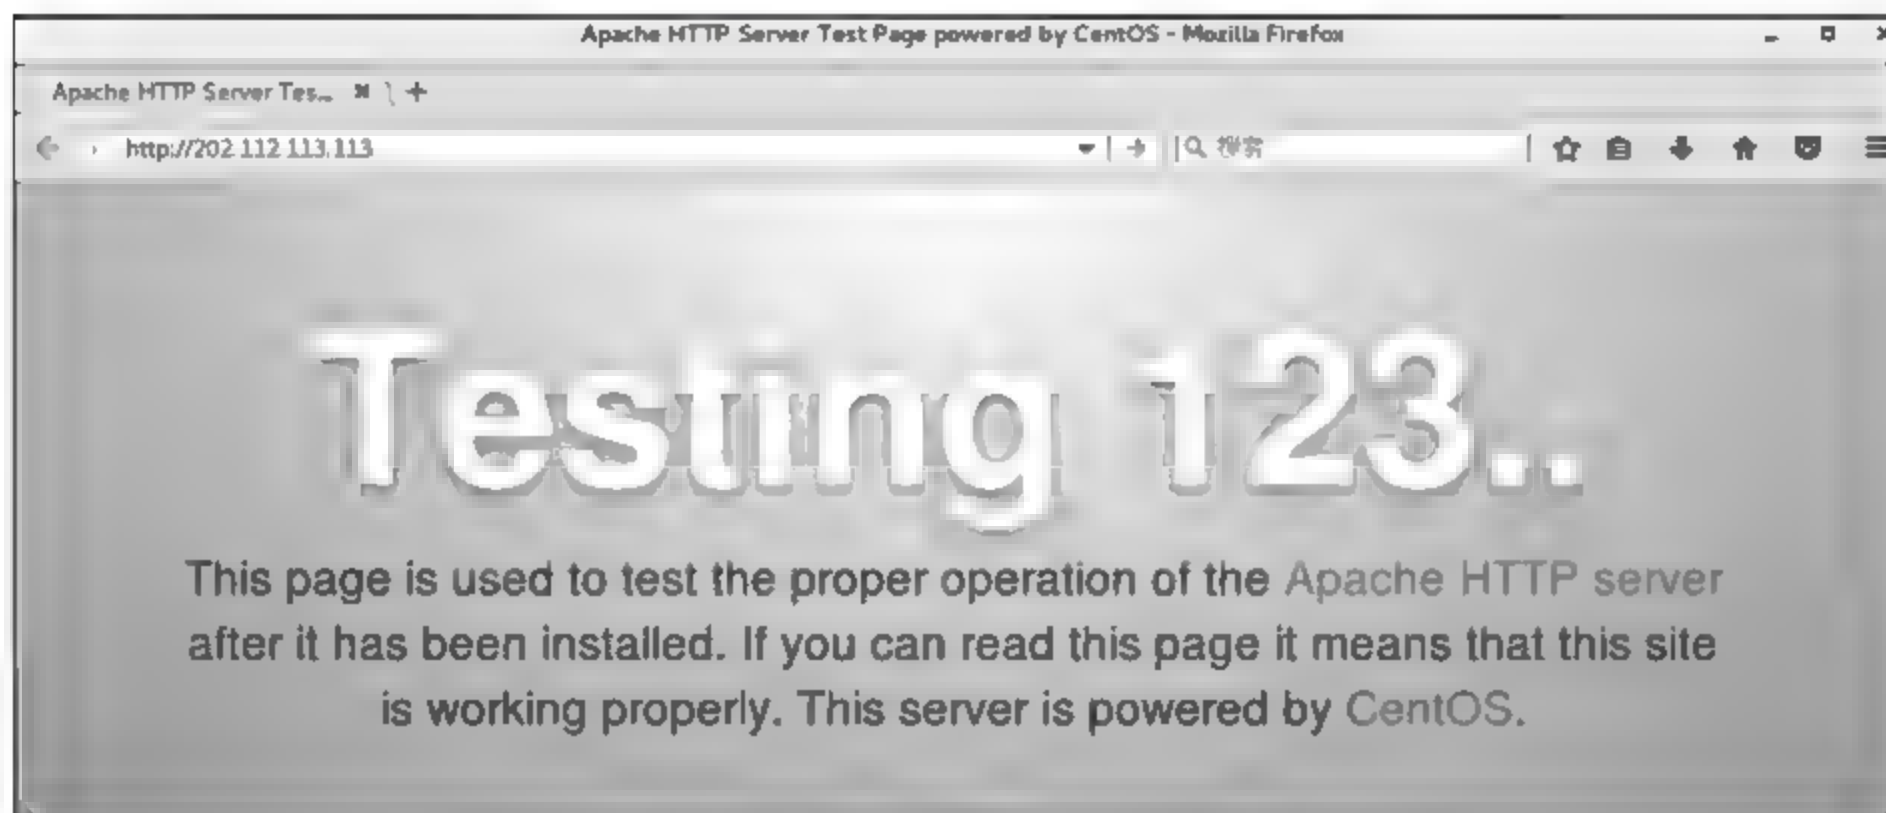 Apache HTTP Server Test Page powered by CentOS - Mozilla Firefox
Apache HTTP Server Tes...
http://202.112.113.113
搜索
Testing 123..
This page is used to test the proper operation of the Apache HTTP server
after it has been installed. If you can read this page it means that this site
is working properly. This server is powered by CentOS.